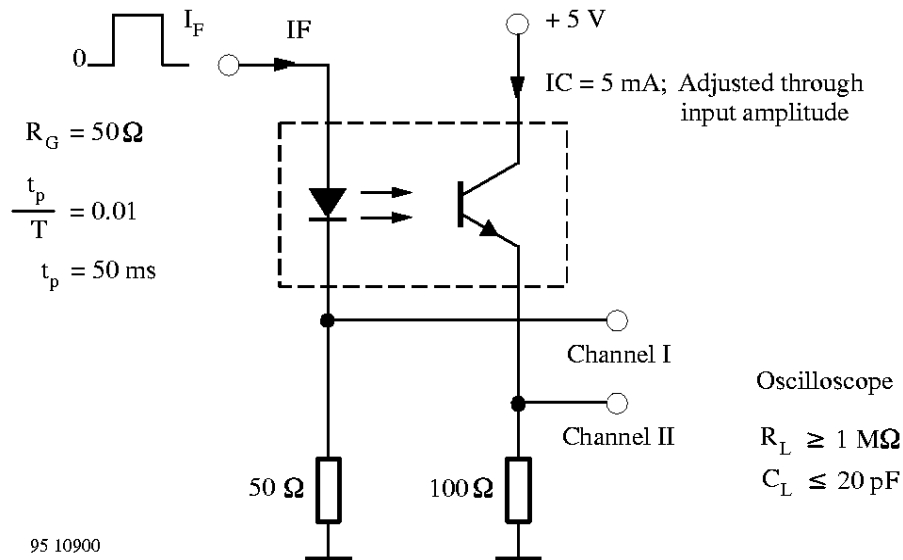 I_F
IF
+ 5 V
0
IC = 5 mA; Adjusted through
input amplitude
R_G = 50 Ω
t_p
T
= 0.01
t_p = 50 ms
Channel I
Oscilloscope
Channel II
R_L ≥ 1 MΩ
50 Ω
100 Ω
C_L ≤ 20 pF
95 10900